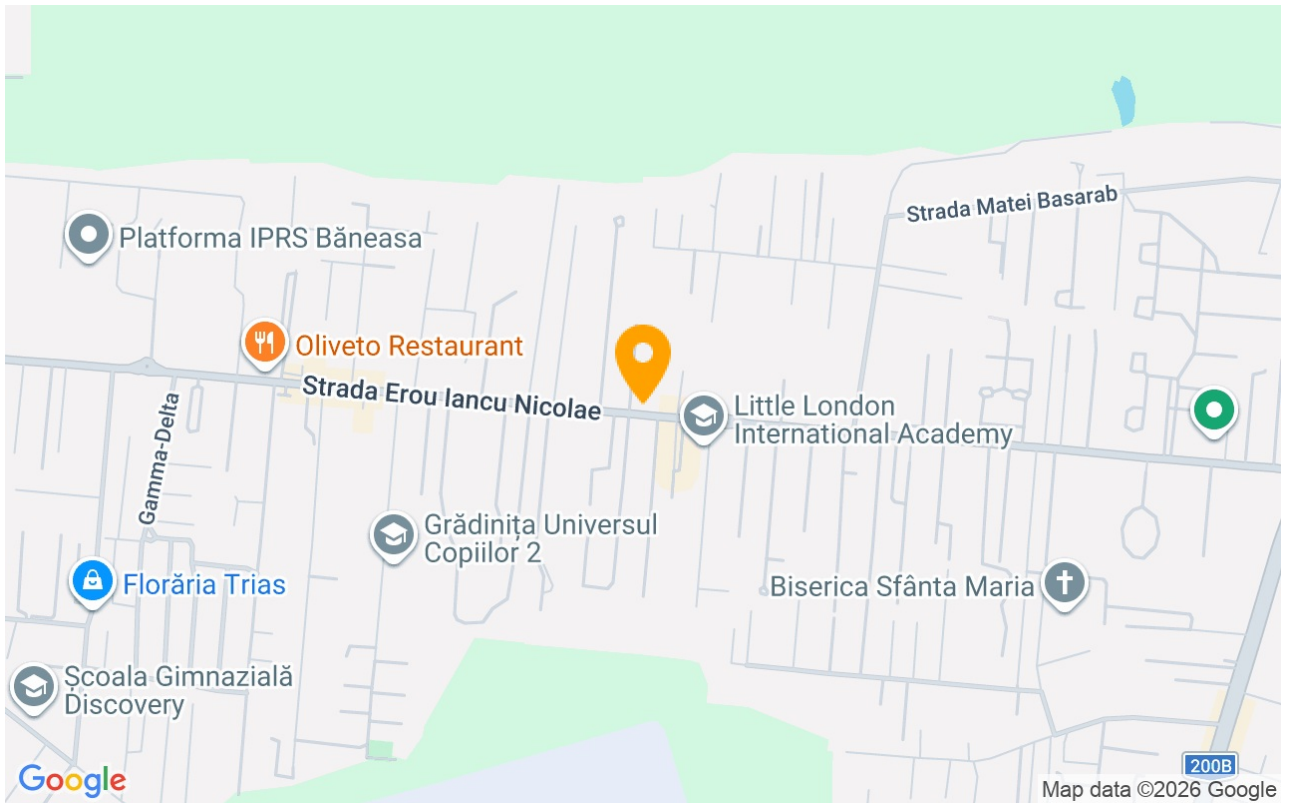 Strada Matei Basarab
Platforma IPRS Băneasa
Oliveto Restaurant
Strada Erou Iancu Nicolae
Little London
International Academy
Gamma-Delta
Grădinița Universul
Copiilor 2
Florăria Trias
Biserica Sfânta Maria
Școala Gimnazială
Discovery
200B
Google
Map data ©2026 Google